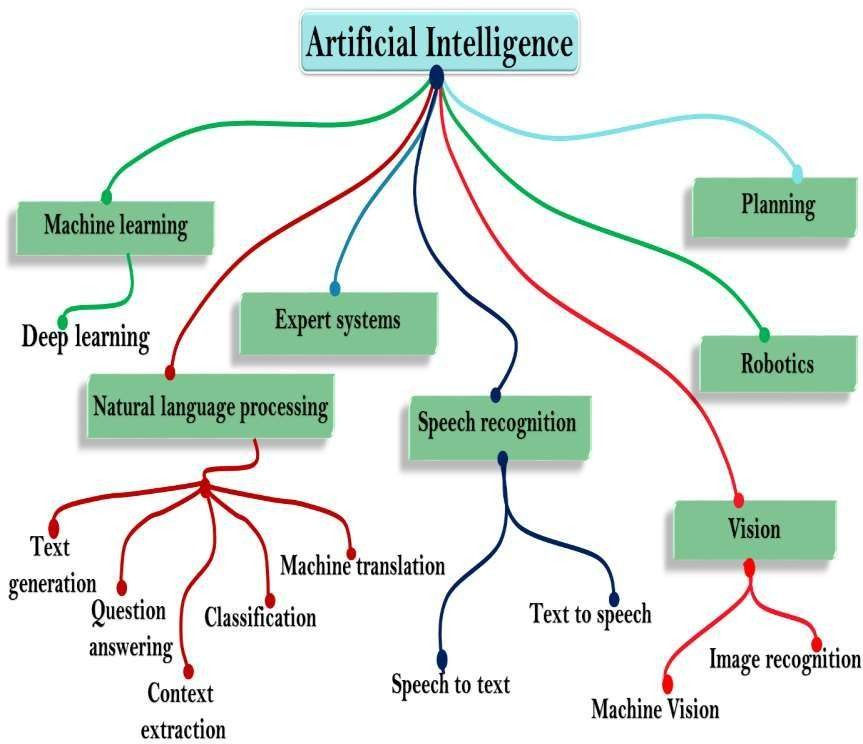 Artificial Intelligence
Machine learning
Deep learning
Natural language processing
Text
generation
Question
answering
Context
extraction
Classification
Machine translation
Expert systems
Speech recognition
Speech to text
Text to speech
Vision
Machine Vision
Image recognition
Robotics
Planning